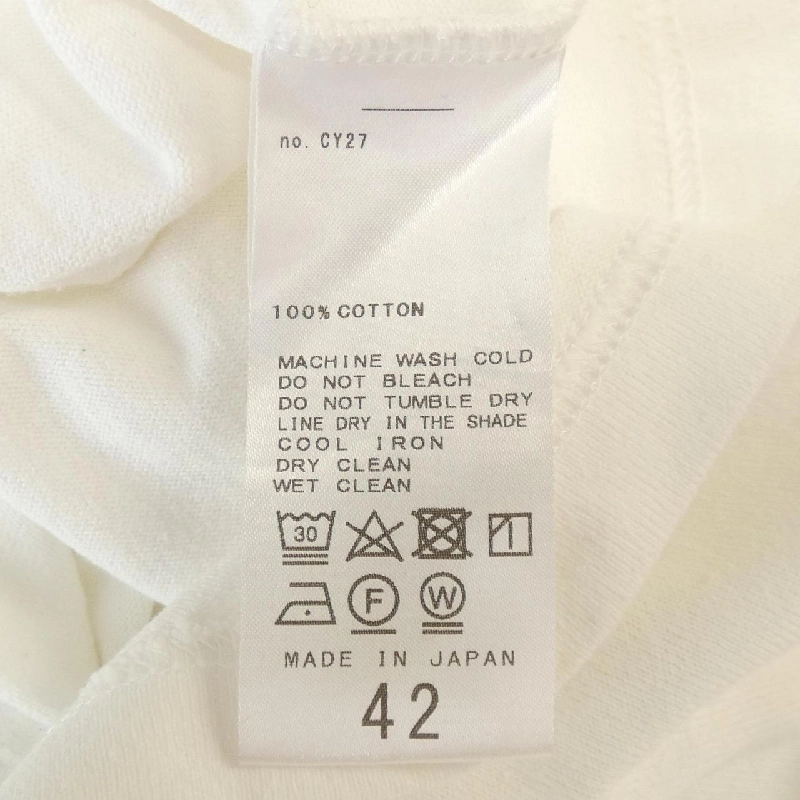 no. CY27
100% COTTON
MACHINE WASH COLD
DO NOT BLEACH
DO NOT TUMBLE DRY
LINE DRY IN THE SHADE
COOL IRON
DRY CLEAN
WET CLEAN
30
F W
MADE IN JAPAN
42